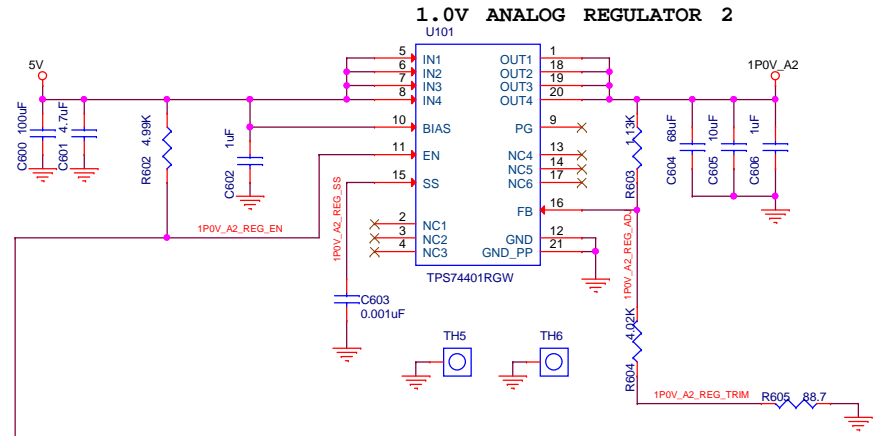 1.0V ANALOG REGULATOR 2
U101
5V
1P0V_A2
5 IN1 OUT1 1
6 IN2 OUT2 18
7 IN3 OUT3 19
8 IN4 OUT4 20
10 BIAS PG 9
11 EN NC4 13
NC5 14
15 SS NC6 17
FB 16
2 NC1
3 NC2 GND 12
4 NC3 GND_PP 21
TPS74401RGW
C600 100uF
C601 4.7uF
R602 4.99K
C602 1uF
1P0V_A2_REG_EN
1P0V_A2_REG_SS
C603
0.001uF
R603 1.13K
C604 68uF
C605 10uF
C606 1uF
1P0V_A2_REG_ADJ
R604 4.02K
TH5
TH6
1P0V_A2_REG_TRIM
R605 88.7